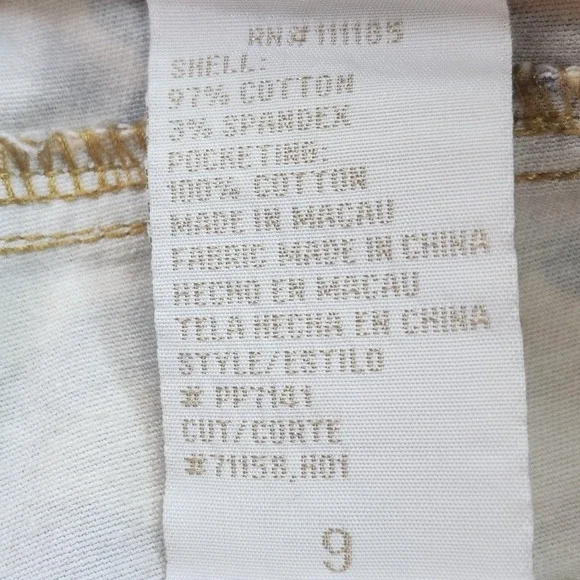 RN#111185
SHELL:
97% COTTON
3% SPANDEX
POCKETING:
100% COTTON
MADE IN MACAU
FABRIC MADE IN CHINA
HECHO EN MACAU
TELA HECHA EN CHINA
STYLE/ESTILO
# PP7141
CUT/CORTE
#71158,H01
9